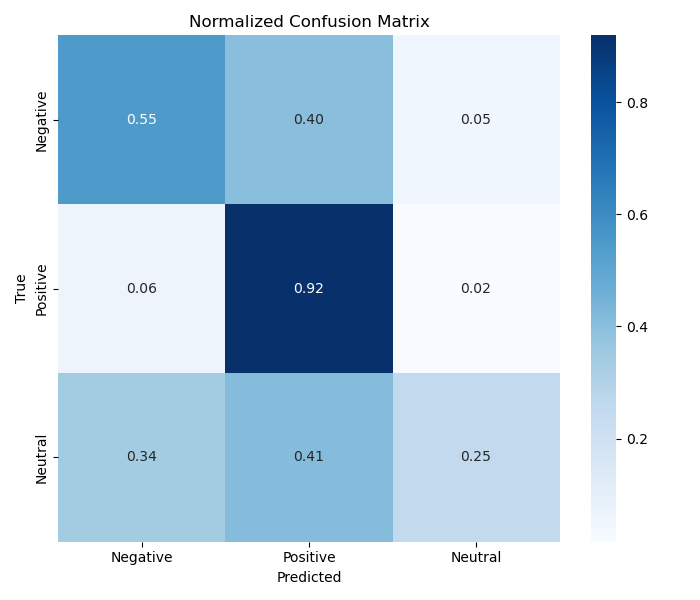 Normalized Confusion Matrix
Negative
0.55 0.40 0.05
True
Positive
0.06 0.92 0.02
Neutral
0.34 0.41 0.25
Negative Positive Neutral
Predicted
0.8
0.6
0.4
0.2